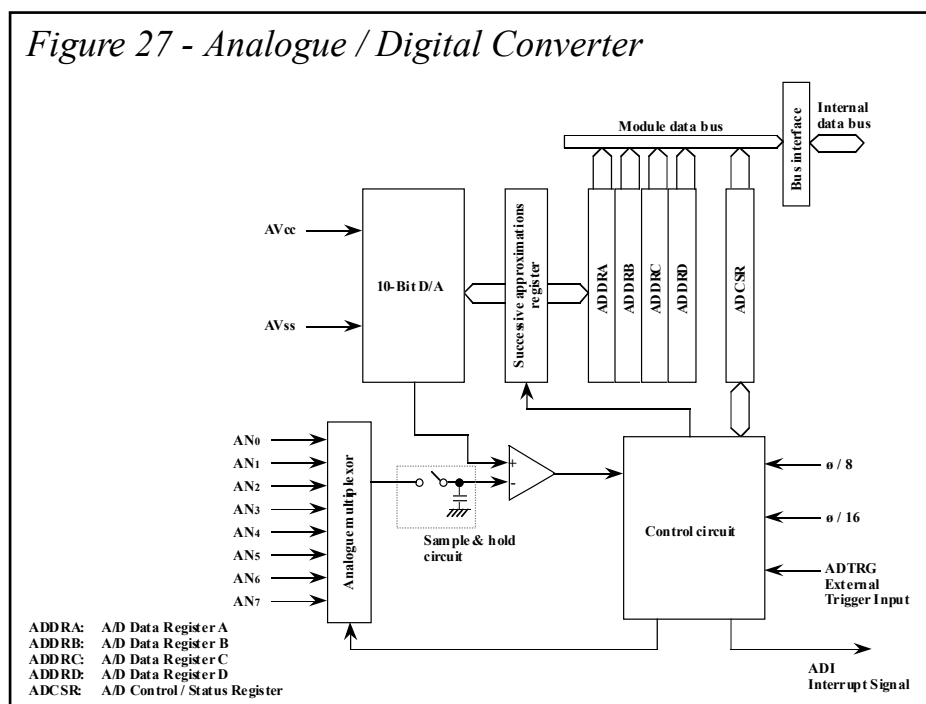 Figure 27 - Analogue / Digital Converter
Module data bus
Bus interface
Internal
data bus
AVcc
AVss
10-Bit D/A
Successive approximations
register
ADDRA
ADDRB
ADDRC
ADDRD
ADCSR
AN0
AN1
AN2
AN3
AN4
AN5
AN6
AN7
Analogue multiplexor
Sample & hold
circuit
+
-
Control circuit
ø / 8
ø / 16
ADTRG
External
Trigger Input
ADI
Interrupt Signal
ADDRA: A/D Data Register A
ADDRB: A/D Data Register B
ADDRC: A/D Data Register C
ADDRD: A/D Data Register D
ADCSR: A/D Control / Status Register